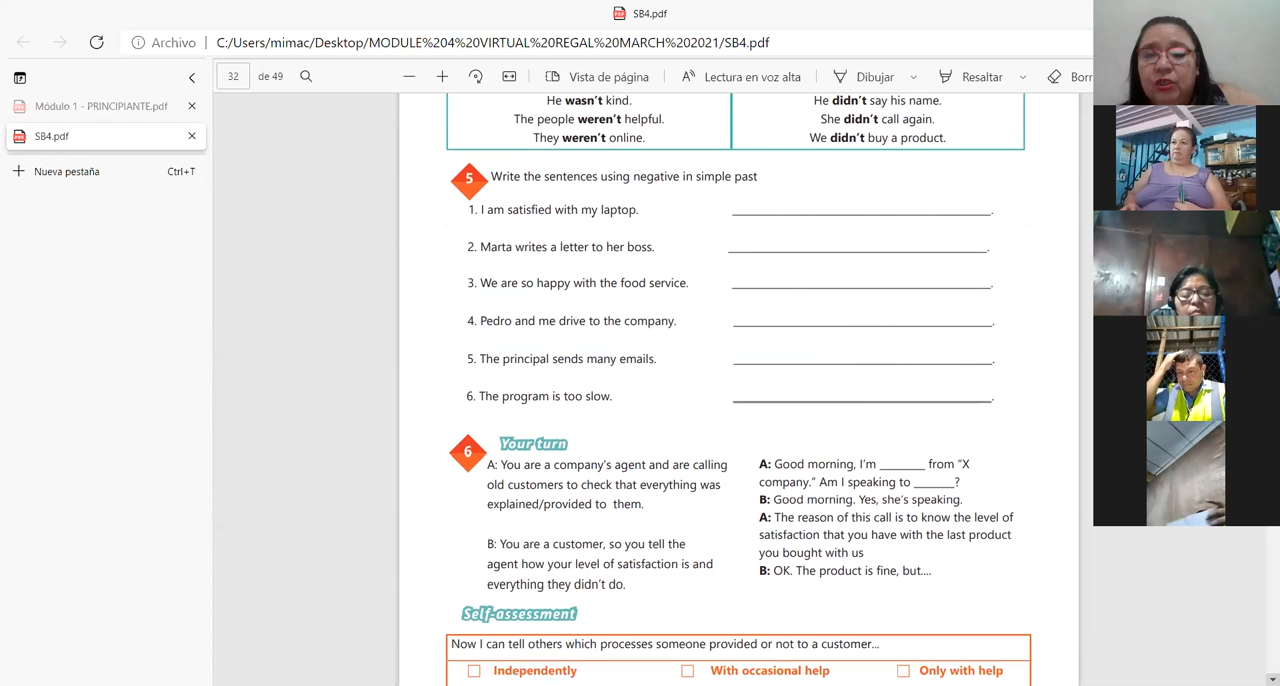 SB4.pdf
Archivo | C:/Users/mimac/Desktop/MODULE%204%20VIRTUAL%20REGAL%20MARCH%202021/SB4.pdf
32 de 49 Vista de página Lectura en voz alta Dibujar Resaltar Borr
Módulo 1 - PRINCIPIANTE.pdf
SB4.pdf
Nueva pestaña Ctrl+T
He wasn't kind. He didn't say his name.
The people weren't helpful. She didn't call again.
They weren't online. We didn't buy a product.
5 Write the sentences using negative in simple past
1. I am satisfied with my laptop. ____________________.
2. Marta writes a letter to her boss. ____________________.
3. We are so happy with the food service. ____________________.
4. Pedro and me drive to the company. ____________________.
5. The principal sends many emails. ____________________.
6. The program is too slow. ____________________.
6 Your turn
A: You are a company's agent and are calling
old customers to check that everything was
explained/provided to them.
B: You are a customer, so you tell the
agent how your level of satisfaction is and
everything they didn't do.
A: Good morning, I'm _______ from "X
company." Am I speaking to ______?
B: Good morning. Yes, she's speaking.
A: The reason of this call is to know the level of
satisfaction that you have with the last product
you bought with us
B: OK. The product is fine, but....
Self-assessment
Now I can tell others which processes someone provided or not to a customer...
Independently With occasional help Only with help